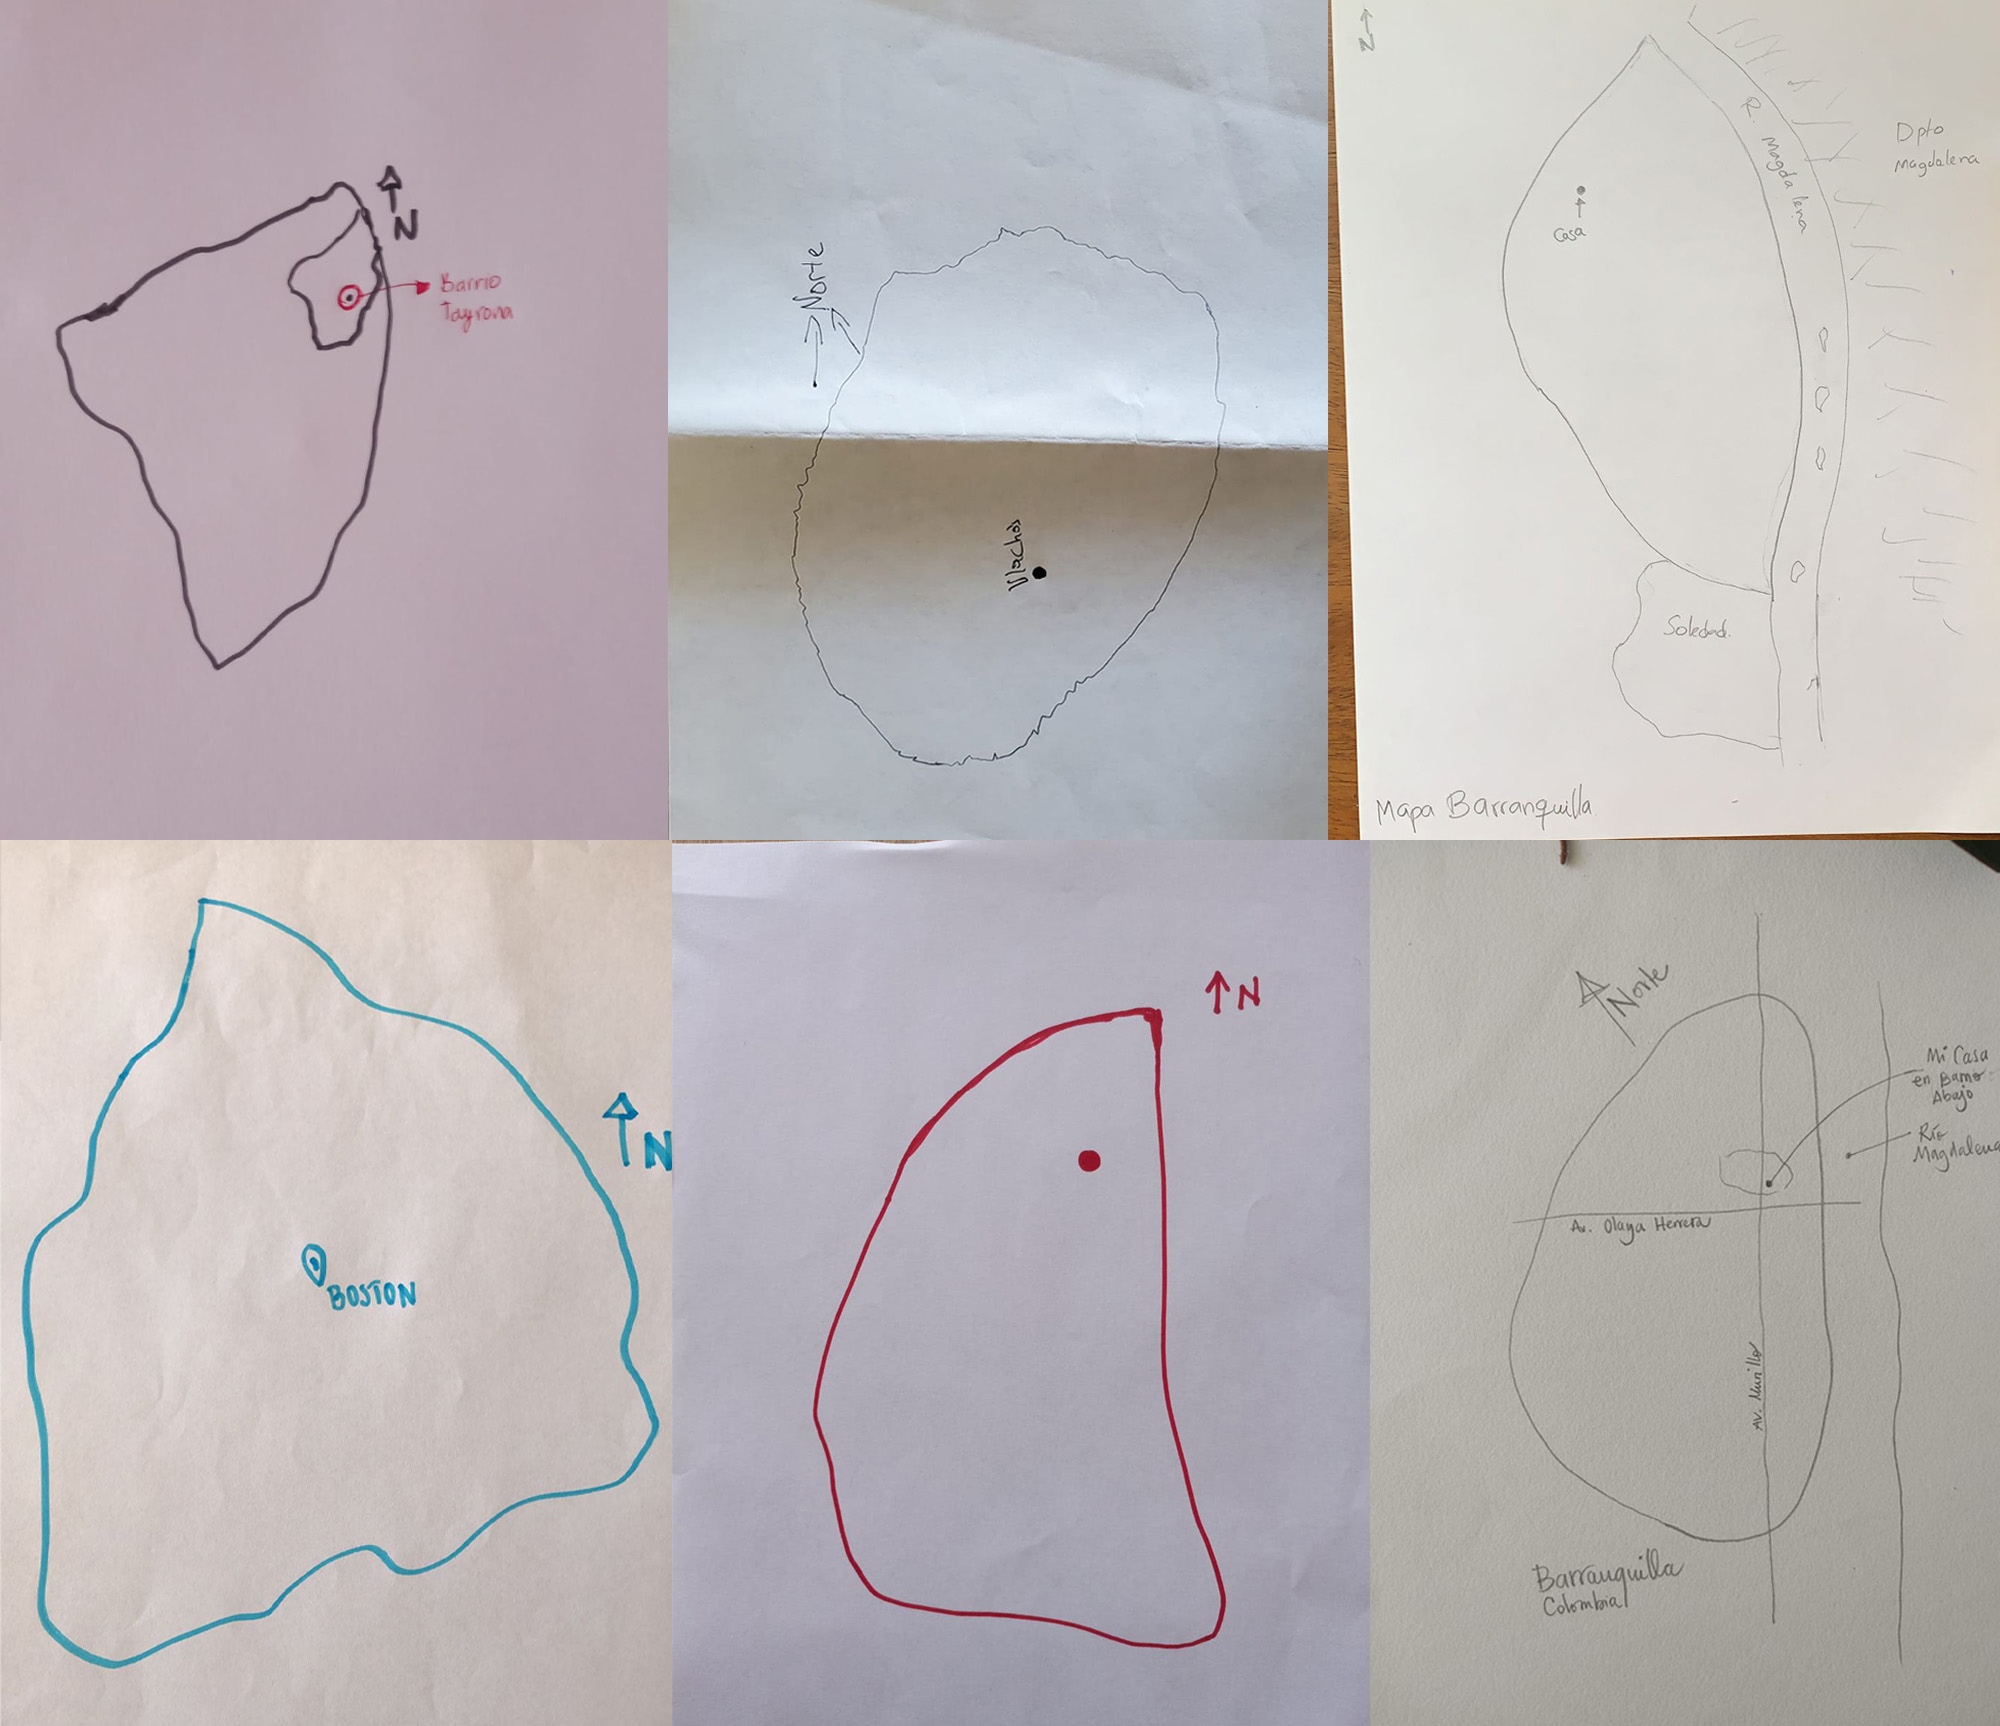 N
Barrio
Tayrona
Norte
Vlachos
N
R. Magdalena
Dpto
Magdalena
Casa
Soledad.
Mapa Barranquilla
N
BOSTON
N
Norte
Mi Casa
en Barrio
Abajo
Río
Magdalena
Av. Olaya Herrera
AV. Murillo
Barranquilla
Colombia